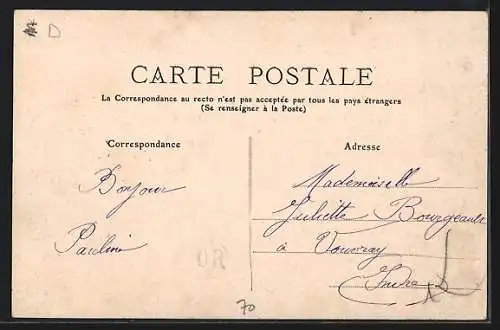 D
CARTE POSTALE
La Correspondance au recto n'est pas acceptée par tous les pays étrangers
(Se renseigner à la Poste)
Correspondance
Adresse
Bonjour
Pauline
Mademoiselle
Juliette Bourgeault
à Vouvray
Indre
OR
70